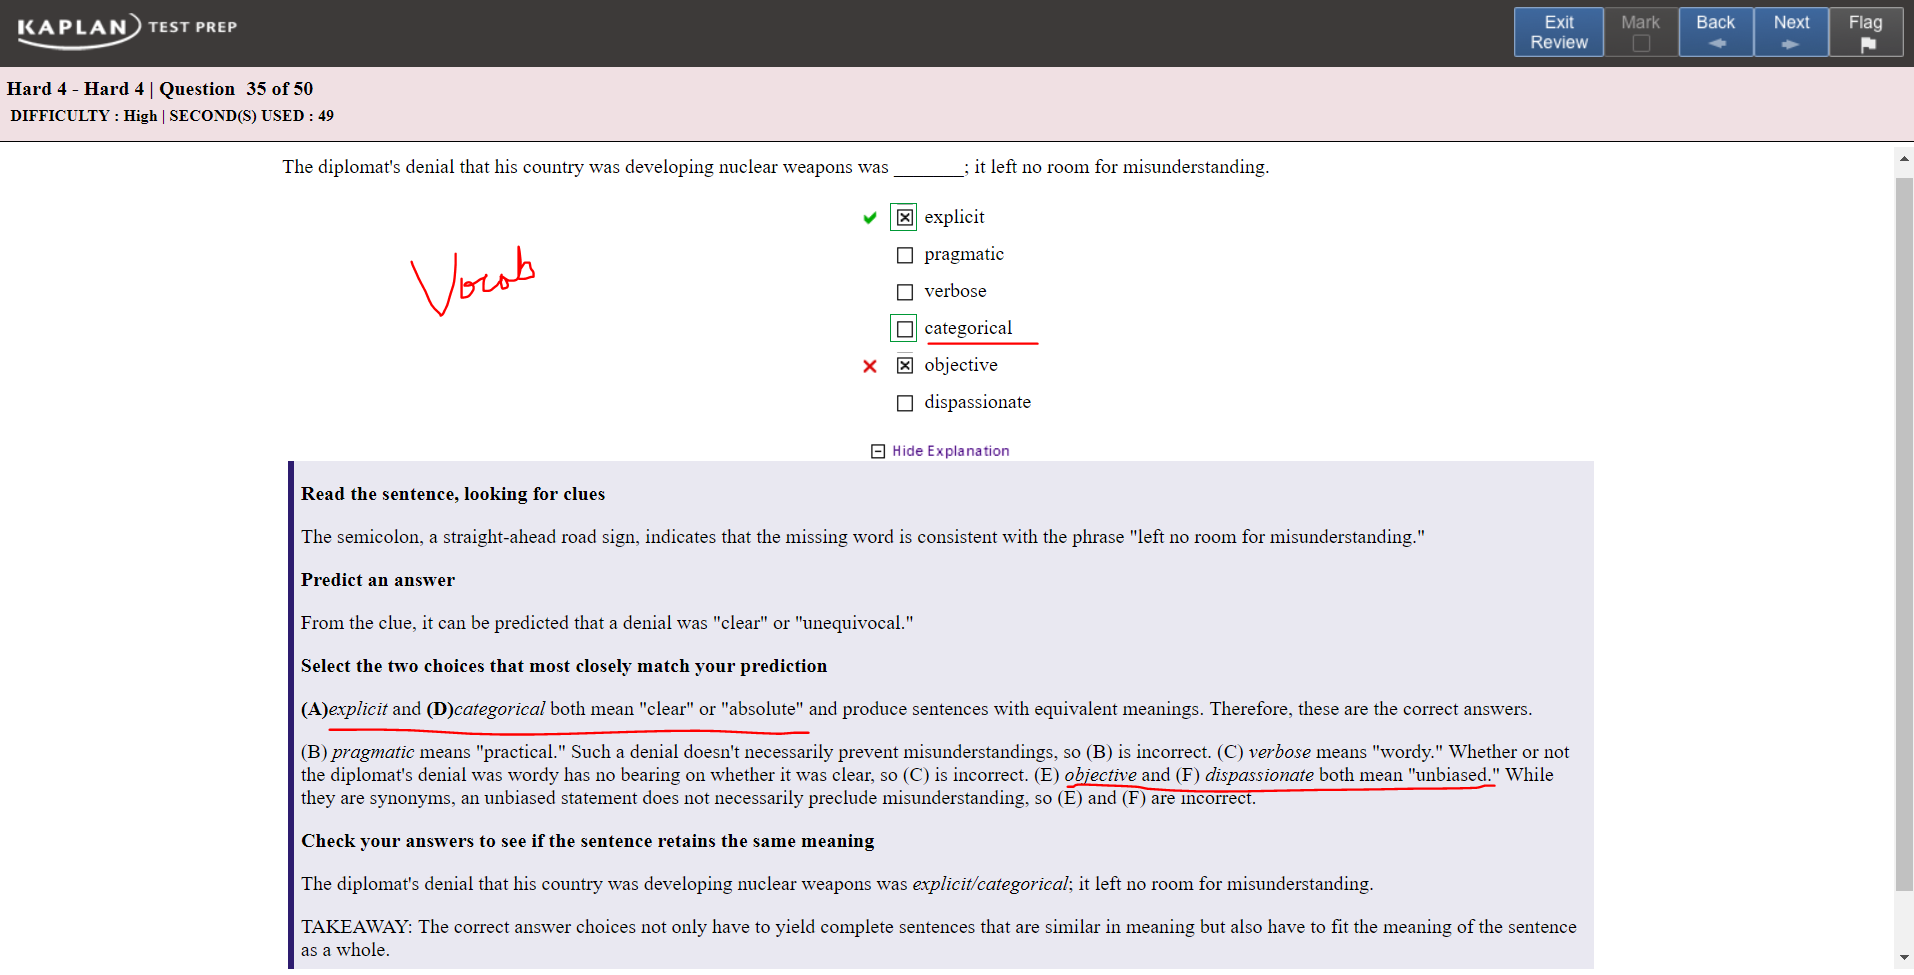 KAPLAN TEST PREP
Exit Review
Mark
Back
Next
Flag
Hard 4 - Hard 4 | Question 35 of 50
DIFFICULTY : High | SECOND(S) USED : 49
The diplomat's denial that his country was developing nuclear weapons was _______; it left no room for misunderstanding.
explicit
Vocab
pragmatic
verbose
categorical
objective
dispassionate
Hide Explanation
Read the sentence, looking for clues
The semicolon, a straight-ahead road sign, indicates that the missing word is consistent with the phrase "left no room for misunderstanding."
Predict an answer
From the clue, it can be predicted that a denial was "clear" or "unequivocal."
Select the two choices that most closely match your prediction
(A)explicit and (D)categorical both mean "clear" or "absolute" and produce sentences with equivalent meanings. Therefore, these are the correct answers.
(B) pragmatic means "practical." Such a denial doesn't necessarily prevent misunderstandings, so (B) is incorrect. (C) verbose means "wordy." Whether or not
the diplomat's denial was wordy has no bearing on whether it was clear, so (C) is incorrect. (E) objective and (F) dispassionate both mean "unbiased." While
they are synonyms, an unbiased statement does not necessarily preclude misunderstanding, so (E) and (F) are incorrect.
Check your answers to see if the sentence retains the same meaning
The diplomat's denial that his country was developing nuclear weapons was explicit/categorical; it left no room for misunderstanding.
TAKEAWAY: The correct answer choices not only have to yield complete sentences that are similar in meaning but also have to fit the meaning of the sentence
as a whole.